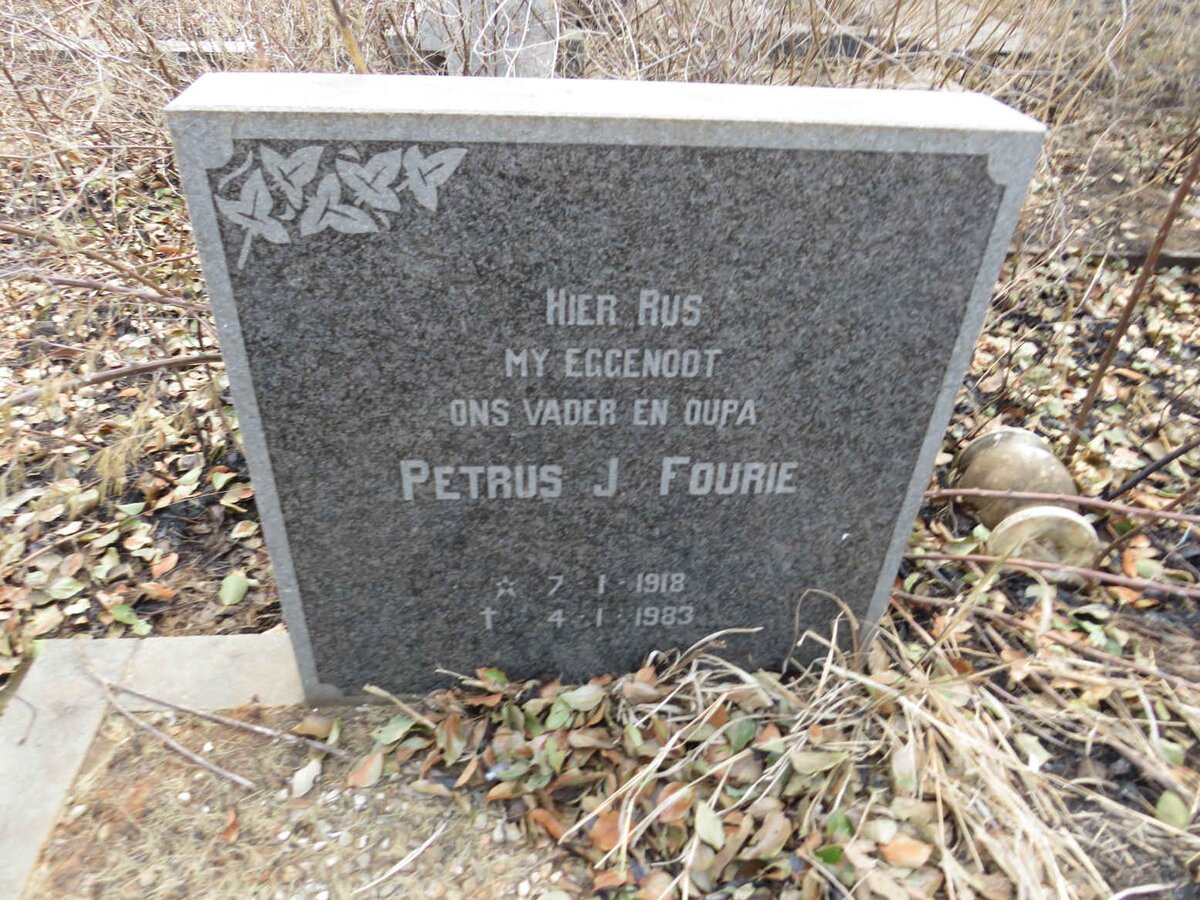 HIER RUS
MY EGGENOOT
ONS VADER EN OUPA
PETRUS J FOURIE
☆ 7·1·1918
† 4·1·1983